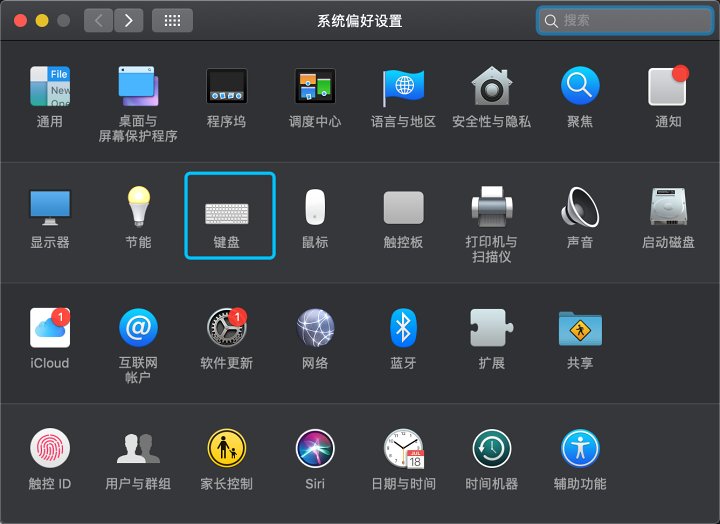 系统偏好设置
搜索
File
New
Ope
通用
桌面与
屏幕保护程序
程序坞
调度中心
语言与地区
安全性与隐私
聚焦
通知
显示器
节能
键盘
鼠标
触控板
打印机与
扫描仪
声音
启动磁盘
1
iCloud
@
互联网
帐户
1
软件更新
网络
蓝牙
扩展
共享
触控 ID
用户与群组
家长控制
Siri
JUL
18
日期与时间
时间机器
辅助功能